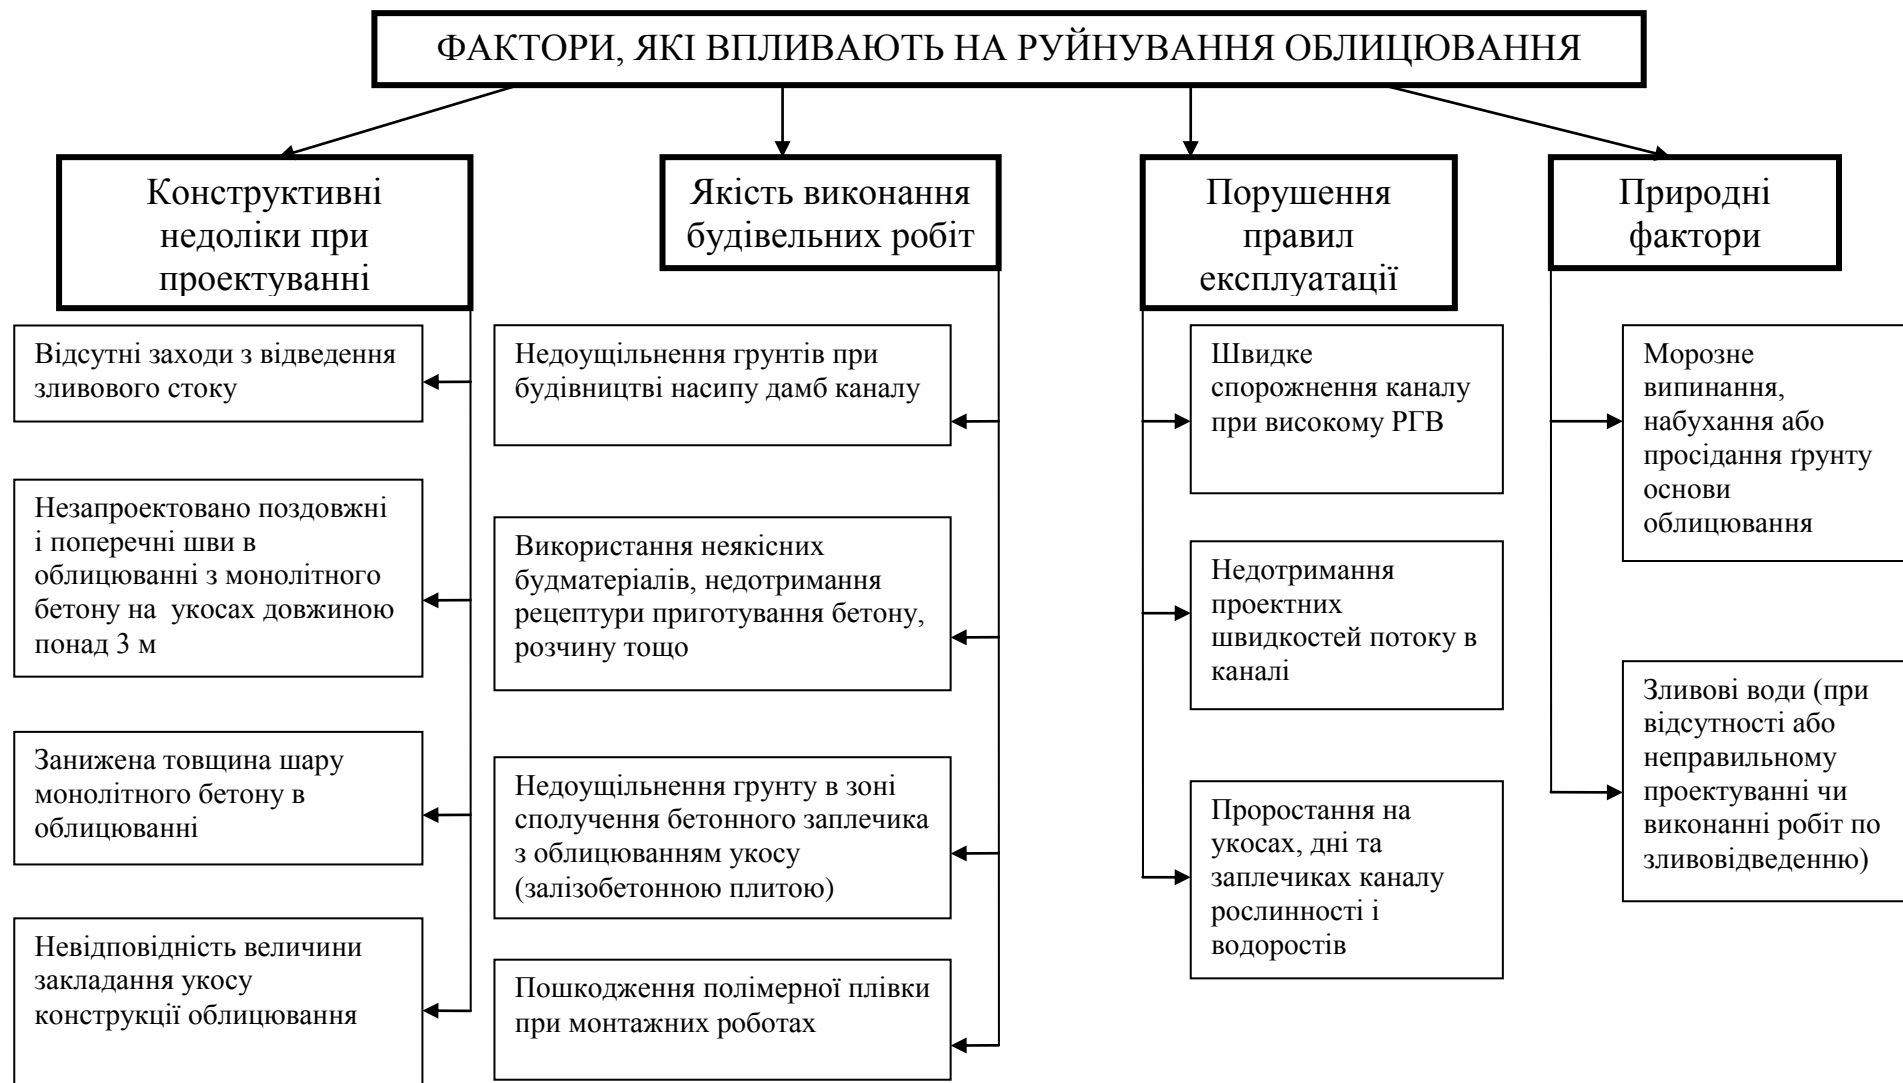 ФАКТОРИ, ЯКІ ВПЛИВАЮТЬ НА РУЙНУВАННЯ ОБЛИЦЮВАННЯ
Конструктивні
недоліки при
проектуванні
Відсутні заходи з відведення
зливового стоку
Незапроектовано поздовжні
і поперечні шви в
облицюванні з монолітного
бетону на укосах довжиною
понад 3 м
Занижена товщина шару
монолітного бетону в
облицюванні
Невідповідність величини
закладання укосу
конструкції облицювання
Якість виконання
будівельних робіт
Недоущільнення грунтів при
будівництві насипу дамб каналу
Використання неякісних
будматеріалів, недотримання
рецептури приготування бетону,
розчину тощо
Недоущільнення грунту в зоні
сполучення бетонного заплечика
з облицюванням укосу
(залізобетонною плитою)
Пошкодження полімерної плівки
при монтажних роботах
Порушення
правил
експлуатації
Швидке
спорожнення каналу
при високому РГВ
Недотримання
проектних
швидкостей потоку в
каналі
Проростання на
укосах, дні та
заплечиках каналу
рослинності і
водоростів
Природні
фактори
Морозне
випинання,
набухання або
просідання ґрунту
основи
облицювання
Зливові води (при
відсутності або
неправильному
проектуванні чи
виконанні робіт по
зливовідведенню)